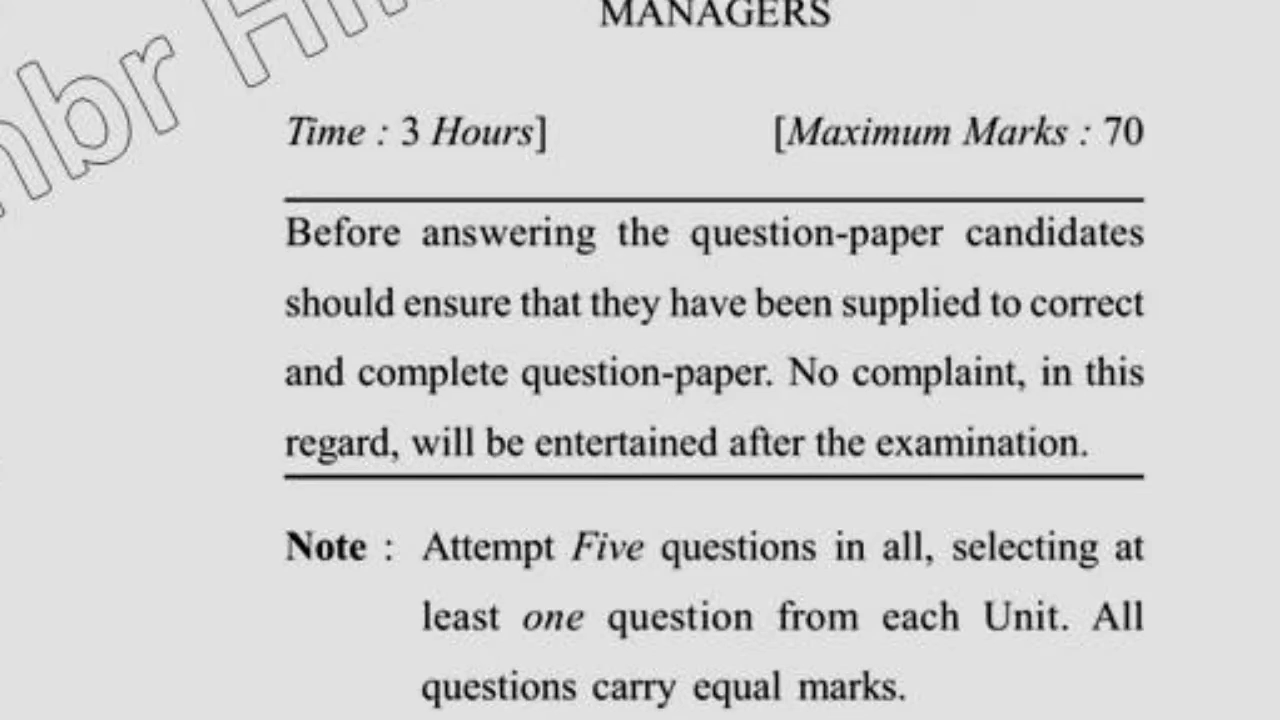 MANAGERS
Time : 3 Hours] [Maximum Marks : 70
Before answering the question-paper candidates
should ensure that they have been supplied to correct
and complete question-paper. No complaint, in this
regard, will be entertained after the examination.
Note : Attempt Five questions in all, selecting at
least one question from each Unit. All
questions carry equal marks.